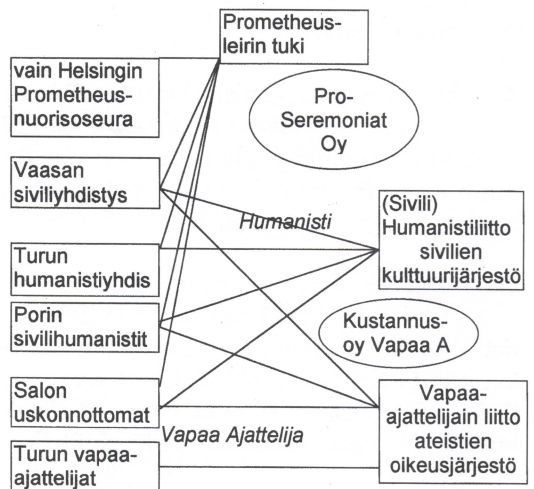 Prometheus-
leirin tuki
vain Helsingin
Prometheus-
nuorisoseura
Pro-
Seremoniat
Oy
Vaasan
siviliyhdistys
Humanisti
(Sivili)
Humanistiliitto
sivilien
kulttuurijärjestö
Turun
humanistiyhdis
Porin
sivilihumanistit
Kustannus-
oy Vapaa A
Salon
uskonnottomat
Vapaa Ajattelija
Vapaa-
ajattelijain liitto
ateistien
oikeusjärjestö
Turun vapaa-
ajattelijat